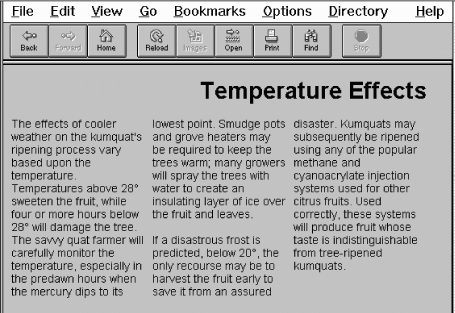 File Edit View Go Bookmarks Options Directory Help
Back Forward Home Reload Images Open Print Find Stop
Temperature Effects
The effects of cooler
weather on the kumquat's
ripening process vary
based upon the
temperature.
Temperatures above 28°
sweeten the fruit, while
four or more hours below
28° will damage the tree.
The savvy quat farmer will
carefully monitor the
temperature, especially in
the predawn hours when
the mercury dips to its
lowest point. Smudge pots
and grove heaters may
be required to keep the
trees warm; many growers
will spray the trees with
water to create an
insulating layer of ice over
the fruit and leaves.
If a disastrous frost is
predicted, below 20°, the
only recourse may be to
harvest the fruit early to
save it from an assured
disaster. Kumquats may
subsequently be ripened
using any of the popular
methane and
cyanoacrylate injection
systems used for other
citrus fruits. Used
correctly, these systems
will produce fruit whose
taste is indistinguishable
from tree-ripened
kumquats.